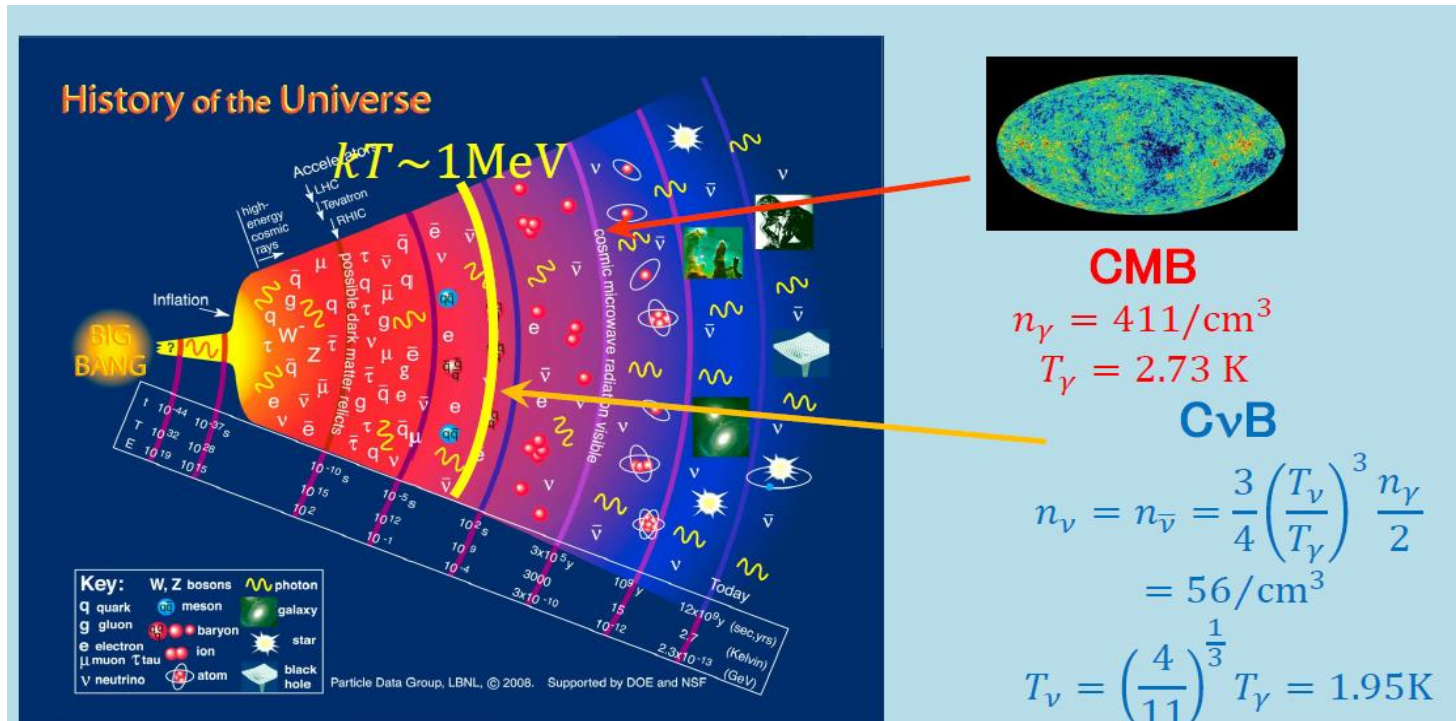 History of the Universe
kT~1MeV
Accelerators
LHC
Tevatron
RHIC
high-
energy
cosmic
rays
Inflation
possible dark matter relicts
cosmic microwave radiation visible
BIG
BANG
?
t 10⁻⁴⁴ 10⁻³⁷ s 10⁻¹⁰ s 10⁻⁵ s 10² s 3x10⁵ y 10⁹ y 12x10⁹ y (sec,yrs)
T 10³² 10²⁸ 10¹⁵ 10¹² 10⁹ 3000 15 2.7 (Kelvin)
E 10¹⁹ 10¹⁵ 10² 10⁻¹ 10⁻⁴ 3x10⁻¹⁰ 10⁻¹² 2.3x10⁻¹³ (GeV)
Today
Key:
W, Z bosons
photon
q quark
meson
galaxy
g gluon
baryon
e electron
ion
star
μ muon τ tau
ν neutrino
atom
black
hole
Particle Data Group, LBNL, © 2008. Supported by DOE and NSF
CMB
nᵧ = 411/cm³
Tᵧ = 2.73 K
CνB
n_ν = n_ν̄ = 3/4 (T_ν/T_γ)³ n_γ/2
= 56/cm³
T_ν = (4/11)^(1/3) T_γ = 1.95K